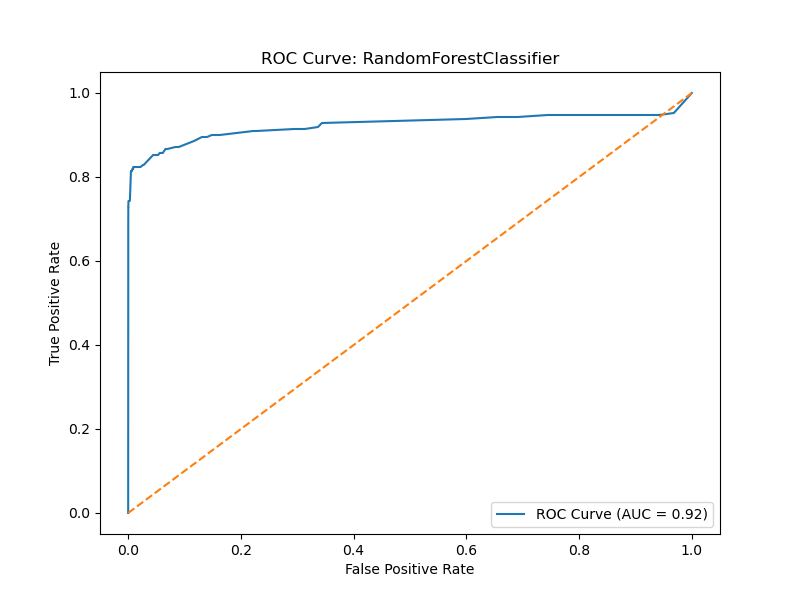 ROC Curve: RandomForestClassifier
True Positive Rate
1.0
0.8
0.6
0.4
0.2
0.0
ROC Curve (AUC = 0.92)
0.0 0.2 0.4 0.6 0.8 1.0
False Positive Rate